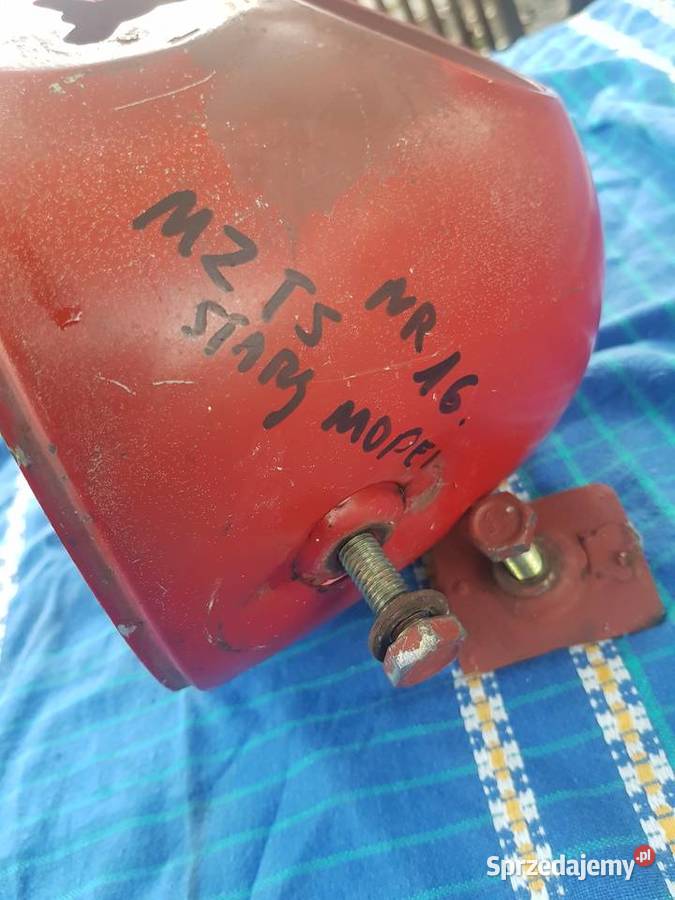 MZ TS
STARY MODEL
NR 16.
Sprzedajemy.pl